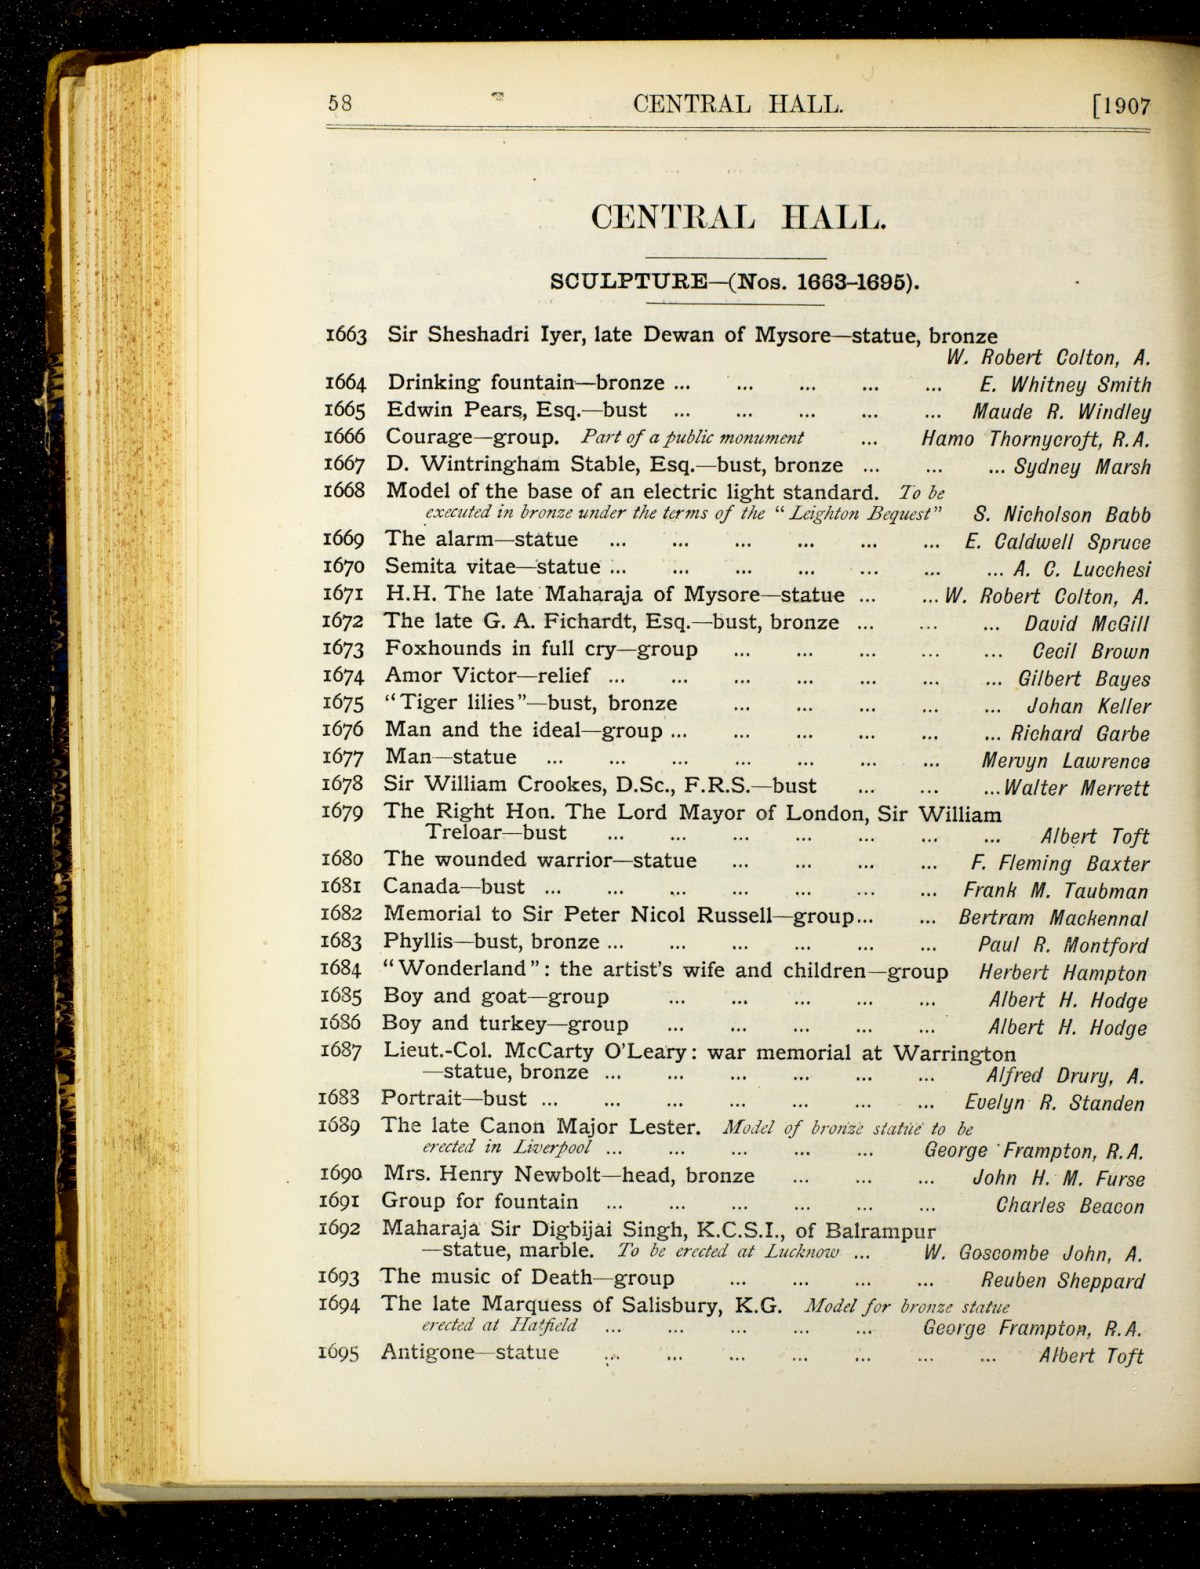 58 CENTRAL HALL. [1907
CENTRAL HALL.
SCULPTURE—(Nos. 1663-1695).
1663 Sir Sheshadri Iyer, late Dewan of Mysore—statue, bronze
W. Robert Colton, A.
1664 Drinking fountain—bronze ... ... ... ... ... E. Whitney Smith
1665 Edwin Pears, Esq.—bust ... ... ... ... ... Maude R. Windley
1666 Courage—group. Part of a public monument ... Hamo Thornycroft, R.A.
1667 D. Wintringham Stable, Esq.—bust, bronze ... ... ... Sydney Marsh
1668 Model of the base of an electric light standard. To be
executed in bronze under the terms of the "Leighton Bequest" S. Nicholson Babb
1669 The alarm—statue ... ... ... ... ... ... E. Caldwell Spruce
1670 Semita vitae—statue ... ... ... ... ... ... ... A. C. Lucchesi
1671 H.H. The late Maharaja of Mysore—statue ... ... W. Robert Colton, A.
1672 The late G. A. Fichardt, Esq.—bust, bronze ... ... ... David McGill
1673 Foxhounds in full cry—group ... ... ... ... ... Cecil Brown
1674 Amor Victor—relief ... ... ... ... ... ... ... Gilbert Bayes
1675 "Tiger lilies"—bust, bronze ... ... ... ... ... Johan Keller
1676 Man and the ideal—group ... ... ... ... ... ... Richard Garbe
1677 Man—statue ... ... ... ... ... ... ... Mervyn Lawrence
1678 Sir William Crookes, D.Sc., F.R.S.—bust ... ... ... Walter Merrett
1679 The Right Hon. The Lord Mayor of London, Sir William
Treloar—bust ... ... ... ... ... ... ... Albert Toft
1680 The wounded warrior—statue ... ... ... ... F. Fleming Baxter
1681 Canada—bust ... ... ... ... ... ... ... Frank M. Taubman
1682 Memorial to Sir Peter Nicol Russell—group... ... Bertram Mackennal
1683 Phyllis—bust, bronze ... ... ... ... ... ... Paul R. Montford
1684 "Wonderland": the artist's wife and children—group Herbert Hampton
1685 Boy and goat—group ... ... ... ... ... Albert H. Hodge
1686 Boy and turkey—group ... ... ... ... ... Albert H. Hodge
1687 Lieut.-Col. McCarty O'Leary: war memorial at Warrington
—statue, bronze ... ... ... ... ... ... Alfred Drury, A.
1688 Portrait—bust ... ... ... ... ... ... ... Evelyn R. Standen
1689 The late Canon Major Lester. Model of bronze statue to be
erected in Liverpool ... ... ... ... ... George Frampton, R.A.
1690 Mrs. Henry Newbolt—head, bronze ... ... ... John H. M. Furse
1691 Group for fountain ... ... ... ... ... ... Charles Beacon
1692 Maharaja Sir Digbijai Singh, K.C.S.I., of Balrampur
—statue, marble. To be erected at Lucknow ... W. Goscombe John, A.
1693 The music of Death—group ... ... ... ... Reuben Sheppard
1694 The late Marquess of Salisbury, K.G. Model for bronze statue
erected at Hatfield ... ... ... ... ... George Frampton, R.A.
1695 Antigone—statue ... ... ... ... ... ... ... Albert Toft